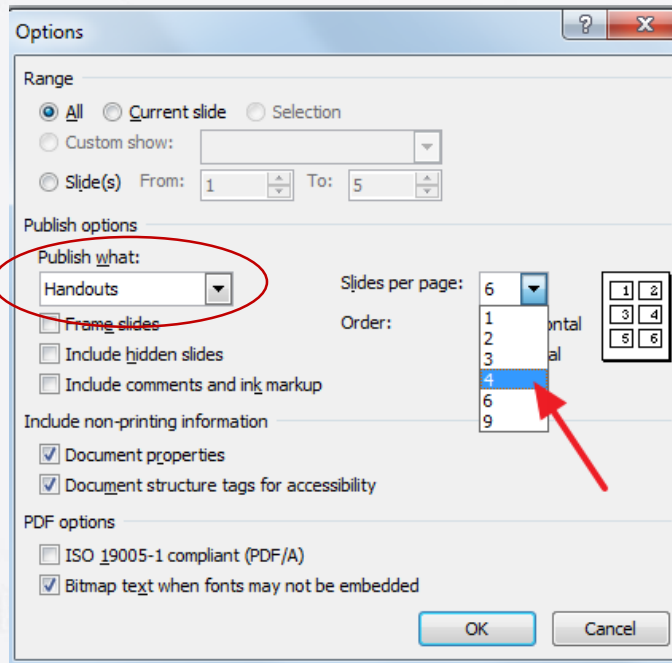 Options
Range
All Current slide Selection
Custom show:
Slide(s) From: 1 To: 5
Publish options
Publish what:
Handouts Slides per page: 6
Frame slides Order:
1
2
3
4
6
9
ontal
al
1 2
3 4
5 6
Include hidden slides
Include comments and ink markup
Include non-printing information
Document properties
Document structure tags for accessibility
PDF options
ISO 19005-1 compliant (PDF/A)
Bitmap text when fonts may not be embedded
OK Cancel